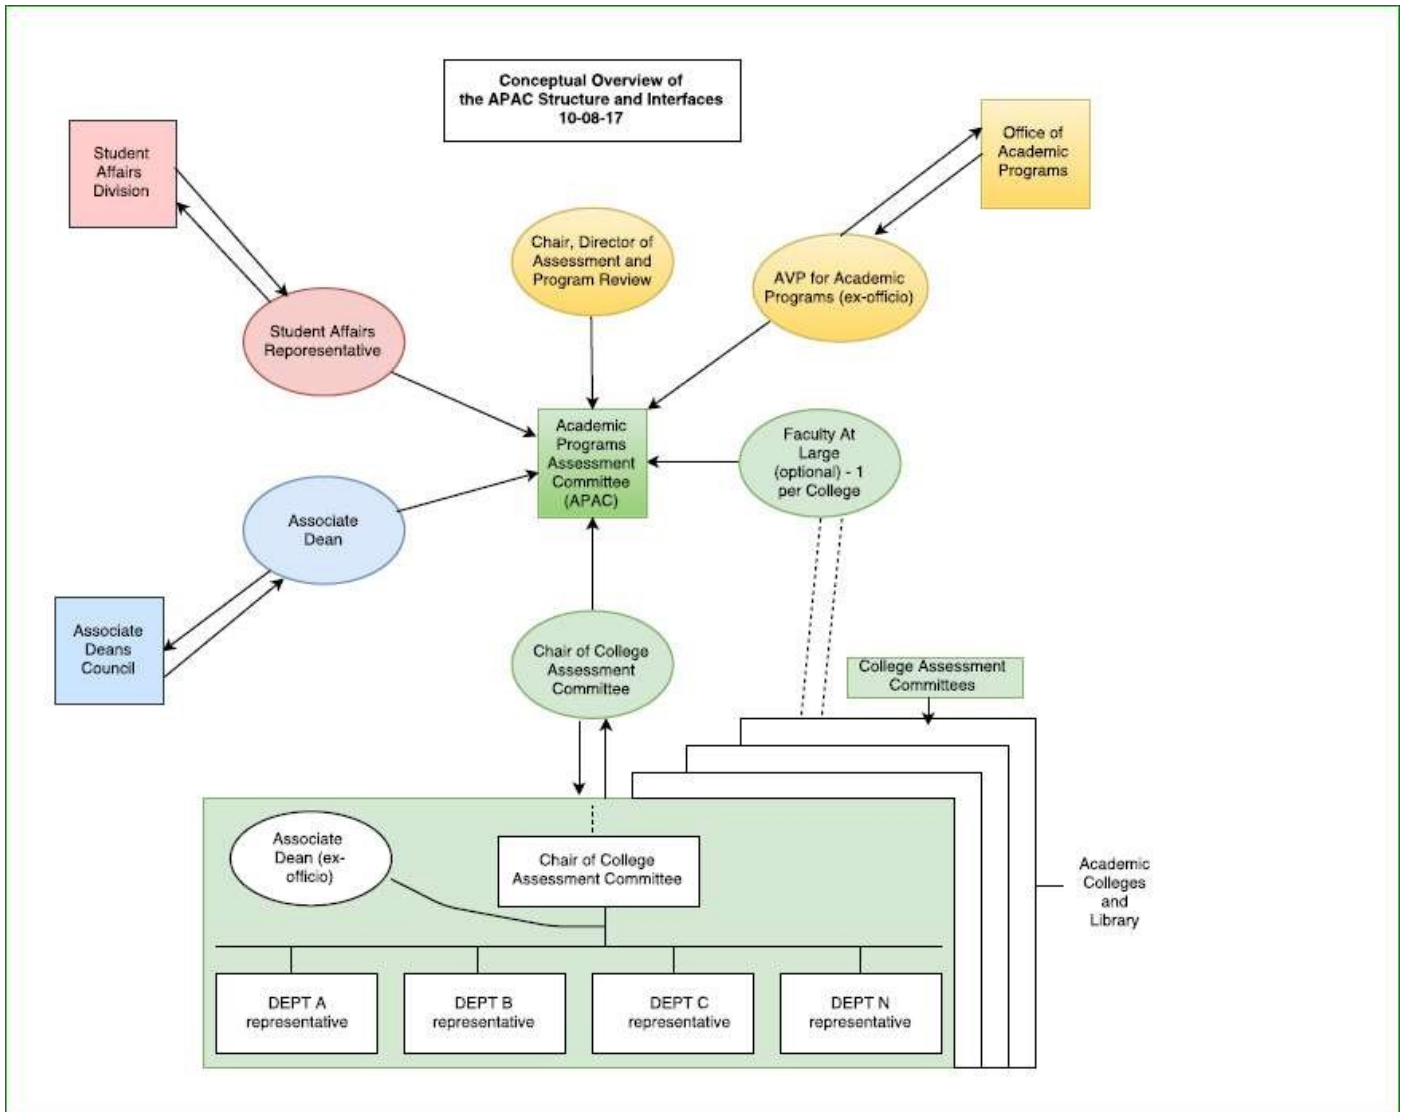 Conceptual Overview of
the APAC Structure and Interfaces
10-08-17
Student
Affairs
Division
Office of
Academic
Programs
Chair, Director of
Assessment and
Program Review
AVP for Academic
Programs (ex-officio)
Student Affairs
Reporesentative
Academic
Programs
Assessment
Committee
(APAC)
Faculty At
Large
(optional) - 1
per College
Associate
Dean
Associate
Deans
Council
Chair of College
Assessment
Committee
College Assessment
Committees
Associate
Dean (ex-
officio)
Chair of College
Assessment Committee
Academic
Colleges
and
Library
DEPT A
representative
DEPT B
representative
DEPT C
representative
DEPT N
representative